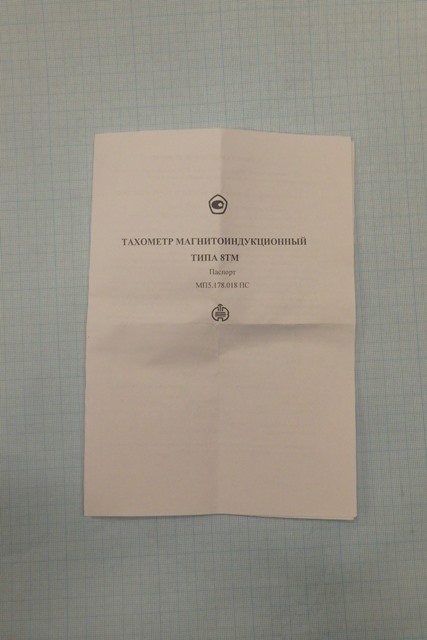 ТАХОМЕТР МАГНИТОИНДУКЦИОННЫЙ
ТИПА 8ТМ
Паспорт
МП5.178.018 ПС